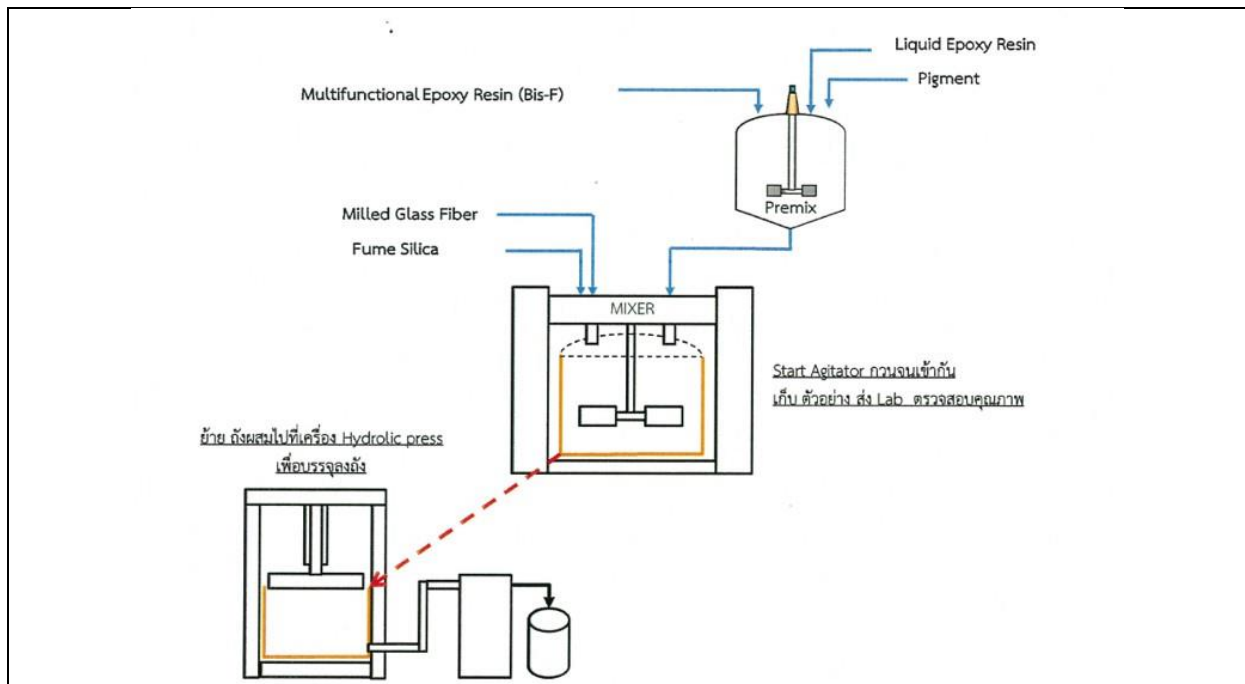 Liquid Epoxy Resin
Pigment
Multifunctional Epoxy Resin (Bis-F)
Premix
Milled Glass Fiber
Fume Silica
MIXER
Start Agitator กวนจนเข้ากัน
เก็บ ตัวอย่าง ส่ง Lab ตรวจสอบคุณภาพ
ย้าย ถังผสมไปที่เครื่อง Hydrolic press
เพื่อบรรจุลงถัง